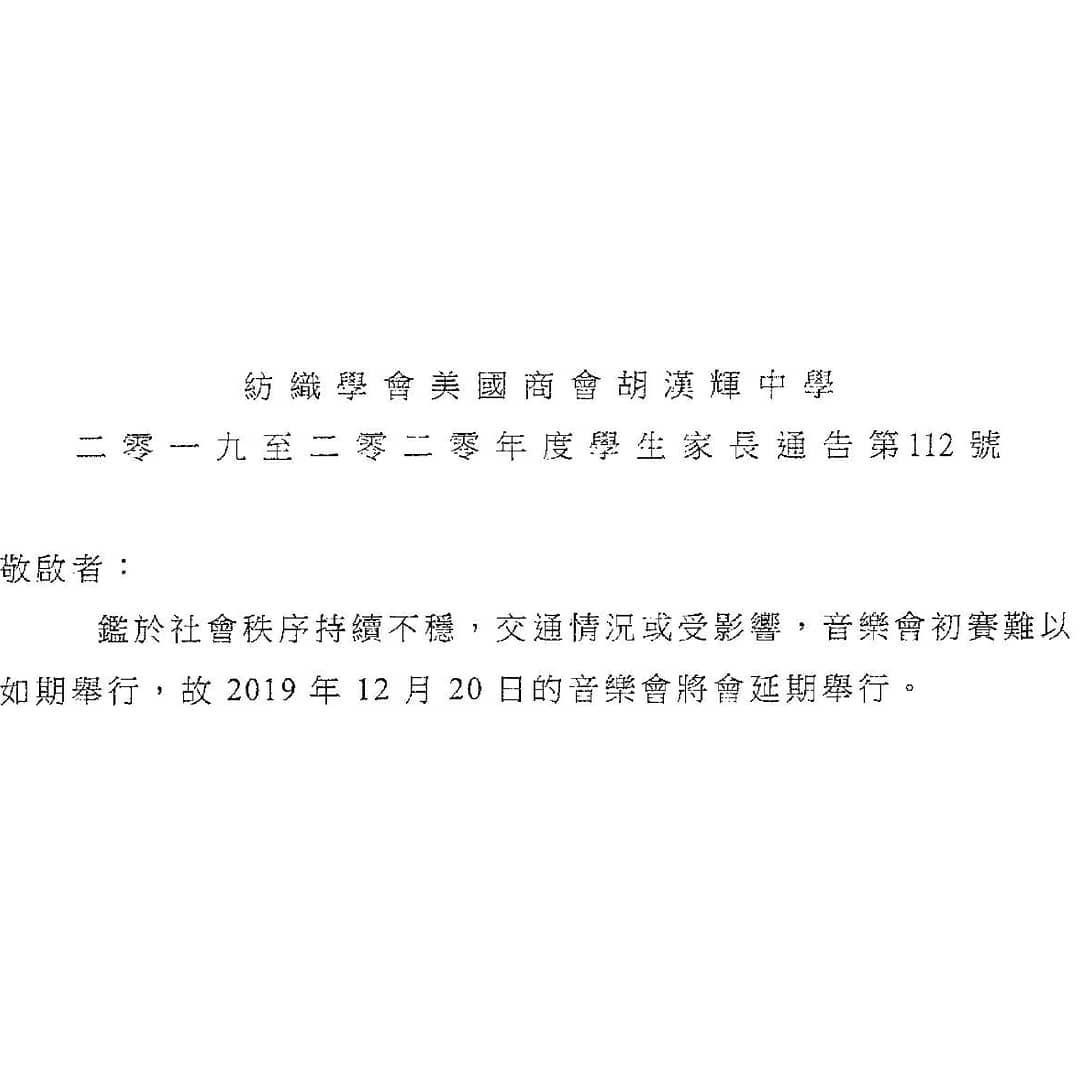 紡織學會美國商會胡漢輝中學
二零一九至二零二零年度學生家長通告第112號
敬啟者：
鑑於社會秩序持續不穩，交通情況或受影響，音樂會初賽難以
如期舉行，故 2019 年 12 月 20 日的音樂會將會延期舉行。